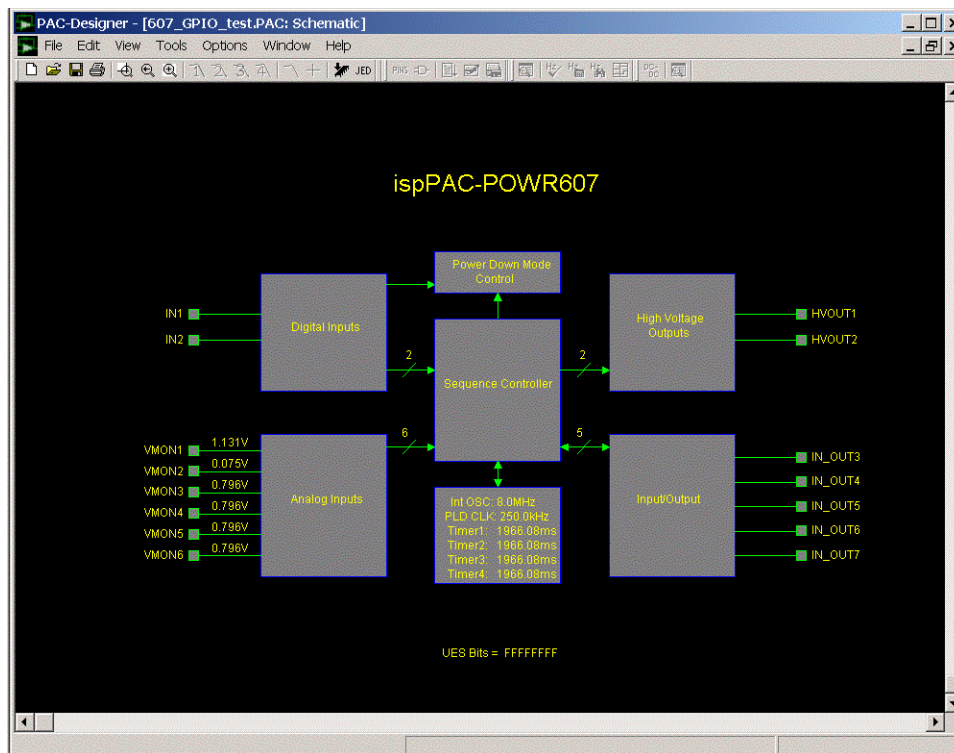 PAC-Designer - [607_GPIO_test.PAC: Schematic]
File Edit View Tools Options Window Help
JED
PINS
DC-DC
ispPAC-POWR607
Power Down Mode
Control
Digital Inputs
IN1
IN2
2
Sequence Controller
2
High Voltage
Outputs
HVOUT1
HVOUT2
VMON1 1.131V
VMON2 0.075V
VMON3 0.796V
VMON4 0.796V
VMON5 0.796V
VMON6 0.796V
Analog Inputs
6
5
Int OSC: 8.0MHz
PLD CLK: 250.0kHz
Timer1: 1966.08ms
Timer2: 1966.08ms
Timer3: 1966.08ms
Timer4: 1966.08ms
Input/Output
IN_OUT3
IN_OUT4
IN_OUT5
IN_OUT6
IN_OUT7
UES Bits = FFFFFFFF